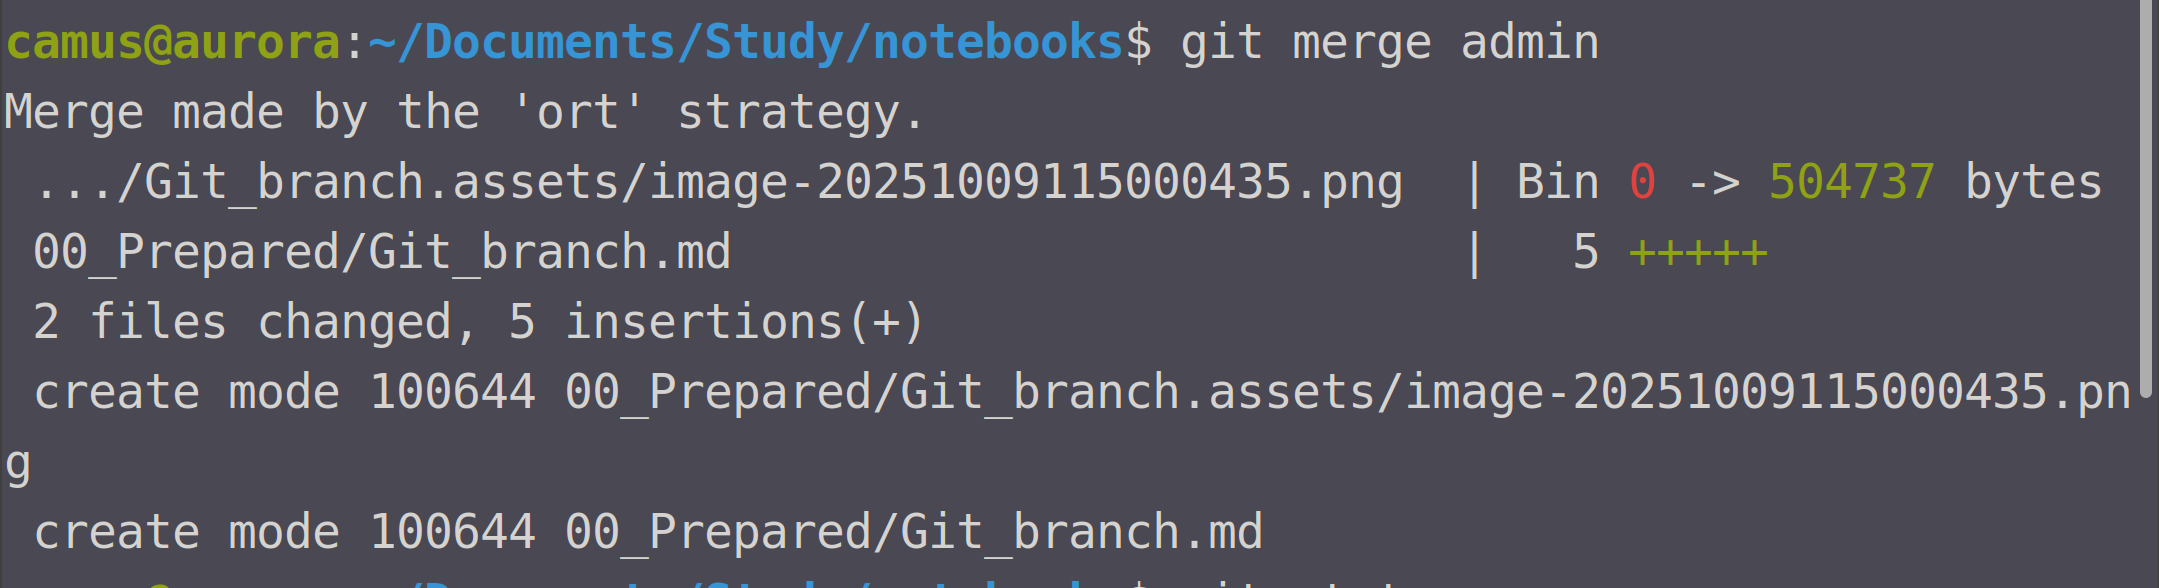 camus@aurora:~/Documents/Study/notebooks$ git merge admin
Merge made by the 'ort' strategy.
 .../Git_branch.assets/image-20251009115000435.png  | Bin 0 -> 504737 bytes
 00_Prepared/Git_branch.md                          |   5 +++++
 2 files changed, 5 insertions(+)
 create mode 100644 00_Prepared/Git_branch.assets/image-20251009115000435.pn
g
 create mode 100644 00_Prepared/Git_branch.md